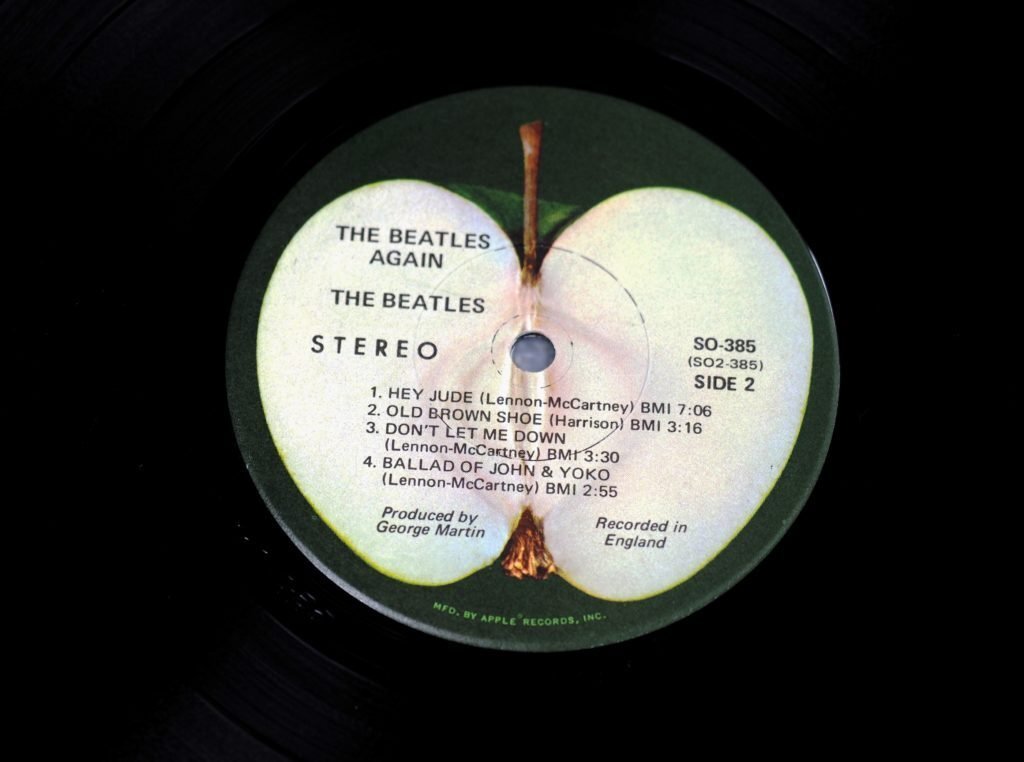 THE BEATLES
AGAIN
THE BEATLES
STEREO
SO-385
(SO2-385)
SIDE 2
1. HEY JUDE (Lennon-McCartney) BMI 7:06
2. OLD BROWN SHOE (Harrison) BMI 3:16
3. DON'T LET ME DOWN
(Lennon-McCartney) BMI 3:30
4. BALLAD OF JOHN & YOKO
(Lennon-McCartney) BMI 2:55
Produced by
George Martin
Recorded in
England
MFD. BY APPLE® RECORDS, INC.